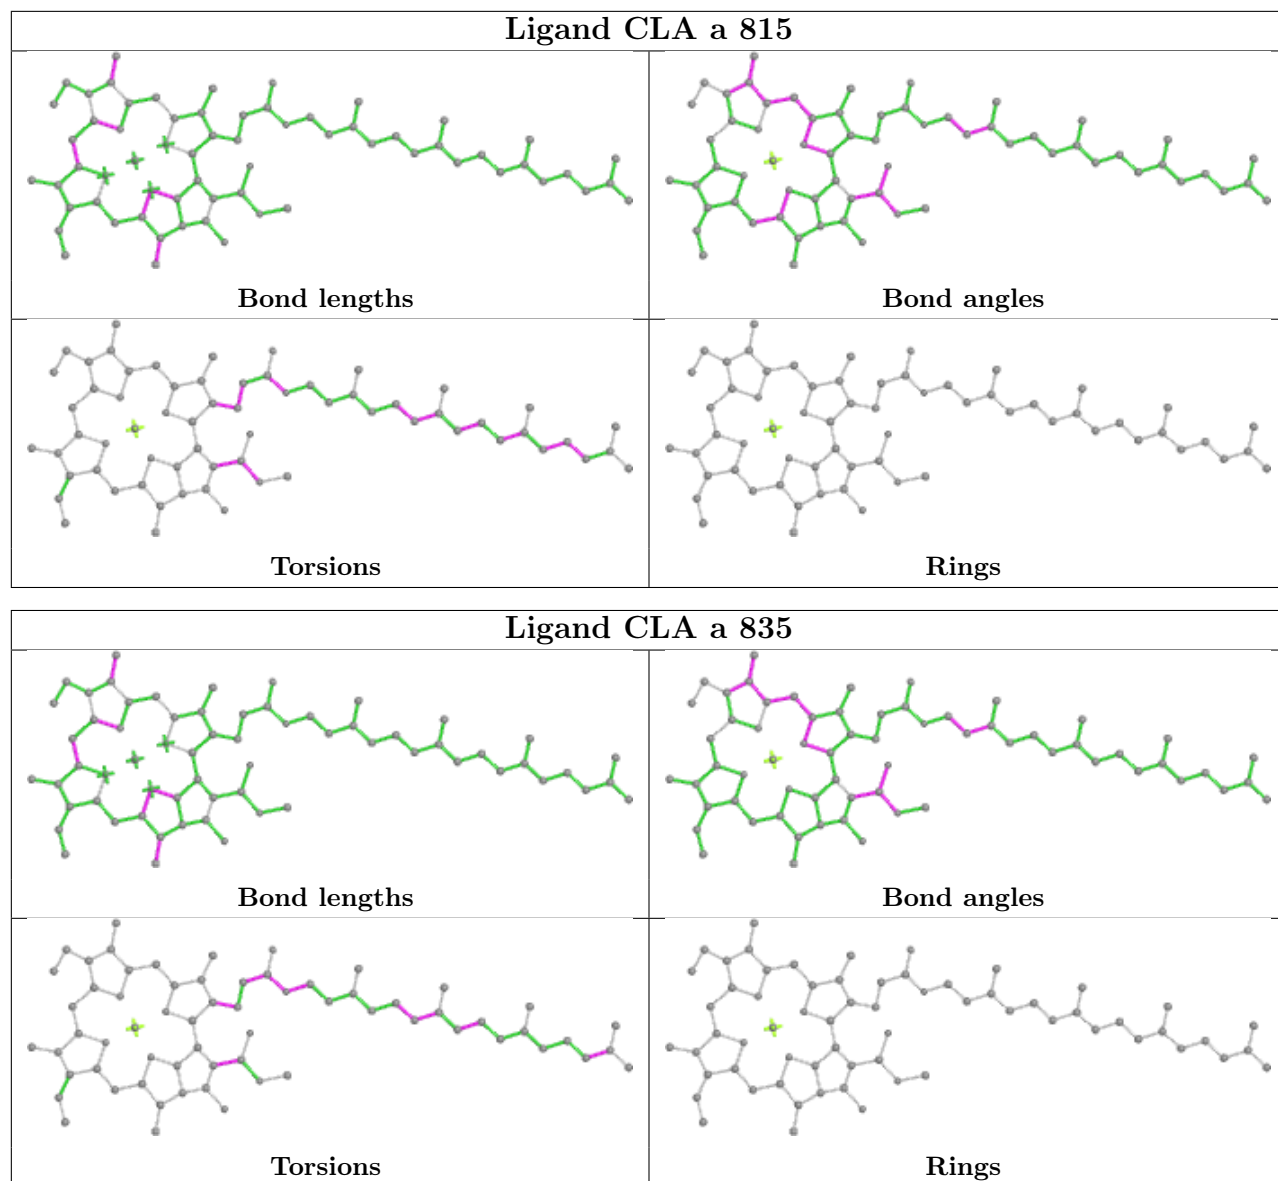 Ligand CLA a 815
Bond lengths
Bond angles
Torsions
Rings
Ligand CLA a 835
Bond lengths
Bond angles
Torsions
Rings